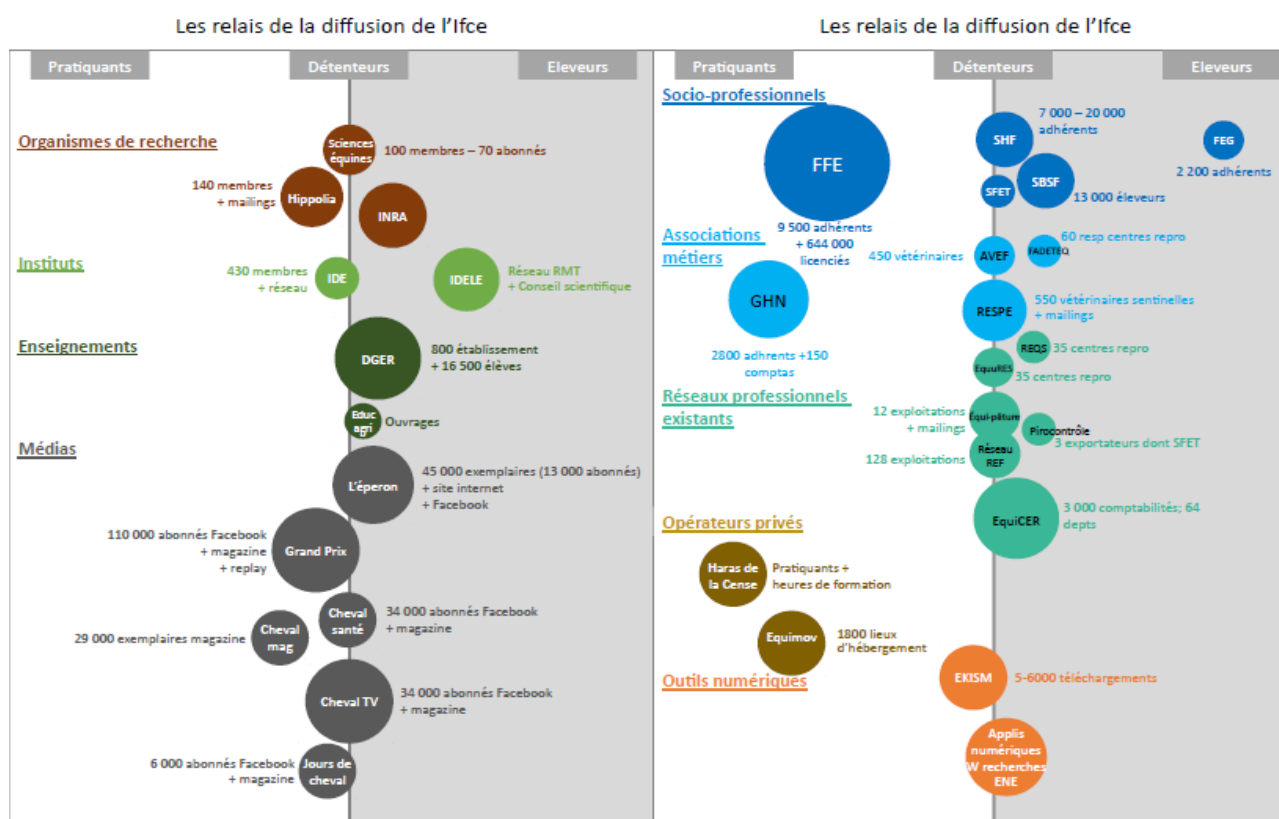 Les relais de la diffusion de l'Ifce
Pratiquants
Détenteurs
Eleveurs
Organismes de recherche
Sciences
équines
100 membres – 70 abonnés
140 membres
+ mailings
Hippolia
INRA
Instituts
430 membres
+ réseau
IDE
IDELE
Réseau RMT
+ Conseil scientifique
Enseignements
DGER
800 établissement
+ 16 500 élèves
Educ
agri
Ouvrages
Médias
L'éperon
45 000 exemplaires (13 000 abonnés)
+ site internet
+ Facebook
110 000 abonnés Facebook
+ magazine
+ replay
Grand Prix
Cheval
santé
34 000 abonnés Facebook
+ magazine
29 000 exemplaires magazine
Cheval
mag
Cheval TV
34 000 abonnés Facebook
+ magazine
6 000 abonnés Facebook
+ magazine
Jours de
cheval
Les relais de la diffusion de l'Ifce
Pratiquants
Détenteurs
Eleveurs
Socio-professionnels
FFE
9 500 adhérents
+ 644 000
licenciés
SHF
7 000 – 20 000
adhérents
FEG
2 200 adhérents
SFET
SBSF
13 000 éleveurs
Associations
métiers
450 vétérinaires
AVEF
FADETEQ
60 resp centres repro
GHN
2800 adhrents +150
comptas
RESPE
550 vétérinaires sentinelles
+ mailings
REQS
35 centres repro
EquuRES
35 centres repro
Réseaux professionnels
existants
12 exploitations
+ mailings
Équi-pâture
Pirocontrôle
3 exportateurs dont SFET
128 exploitations
Réseau
REF
EquiCER
3 000 comptabilités; 64
depts
Opérateurs privés
Haras de
la Cense
Pratiquants +
heures de formation
Equimov
1800 lieux
d'hébergement
Outils numériques
EKISM
5-6000 téléchargements
Applis
numériques
W recherches
ENE